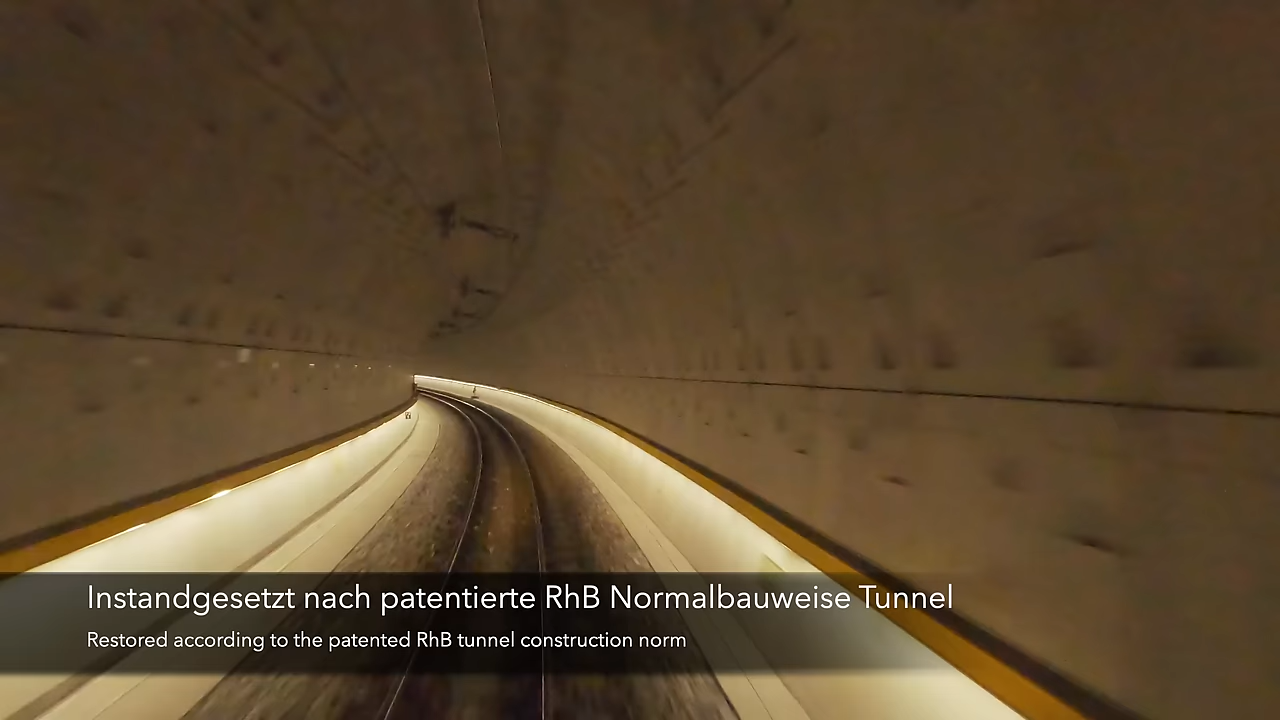 Instandgesetzt nach patentierte RhB Normalbauweise Tunnel
Restored according to the patented RhB tunnel construction norm